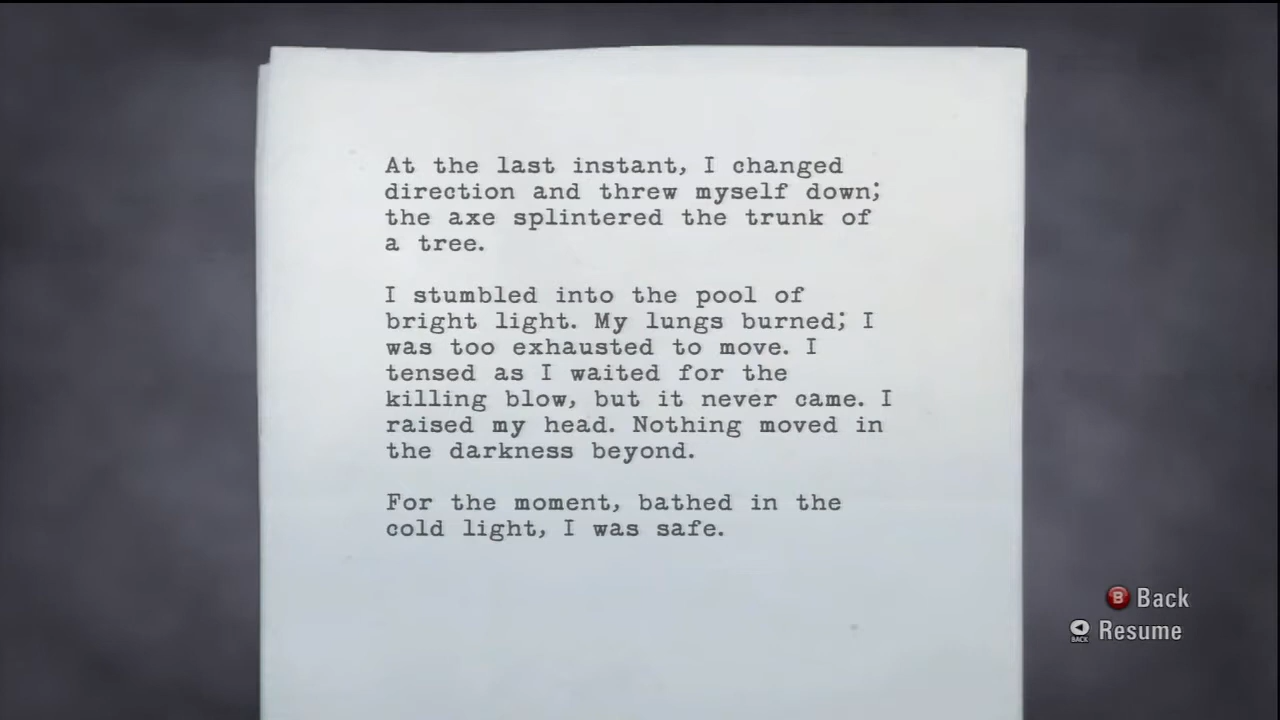 At the last instant, I changed
direction and threw myself down;
the axe splintered the trunk of
a tree.
I stumbled into the pool of
bright light. My lungs burned; I
was too exhausted to move. I
tensed as I waited for the
killing blow, but it never came. I
raised my head. Nothing moved in
the darkness beyond.
For the moment, bathed in the
cold light, I was safe.
B Back
BACK Resume